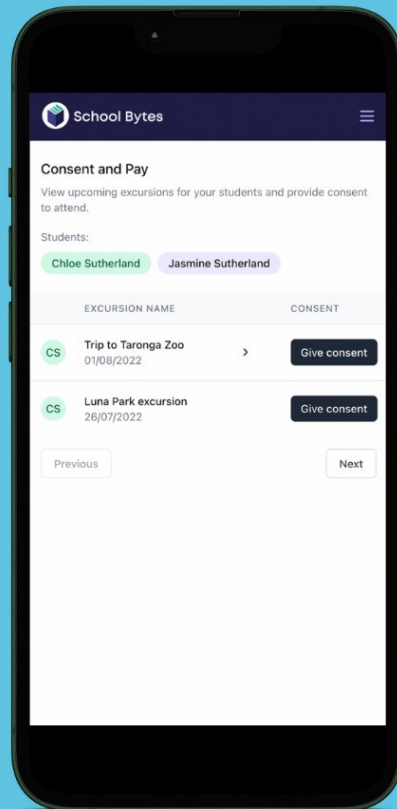 School Bytes
Consent and Pay
View upcoming excursions for your students and provide consent
to attend.
Students:
Chloe Sutherland Jasmine Sutherland
EXCURSION NAME CONSENT
CS Trip to Taronga Zoo Give consent
01/08/2022
CS Luna Park excursion Give consent
26/07/2022
Previous Next